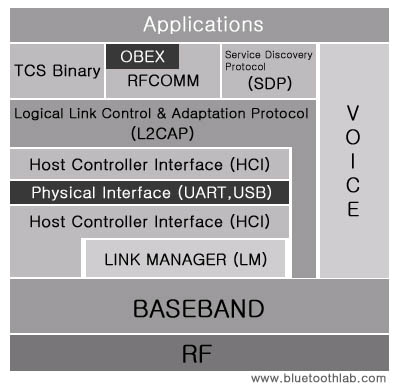 Applications
TCS Binary
OBEX
RFCOMM
Service Discovery
Protocol
(SDP)
VOICE
Logical Link Control & Adaptation Protocol
(L2CAP)
Host Controller Interface (HCI)
Physical Interface (UART,USB)
Host Controller Interface (HCI)
LINK MANAGER (LM)
BASEBAND
RF
www.bluetoothlab.com